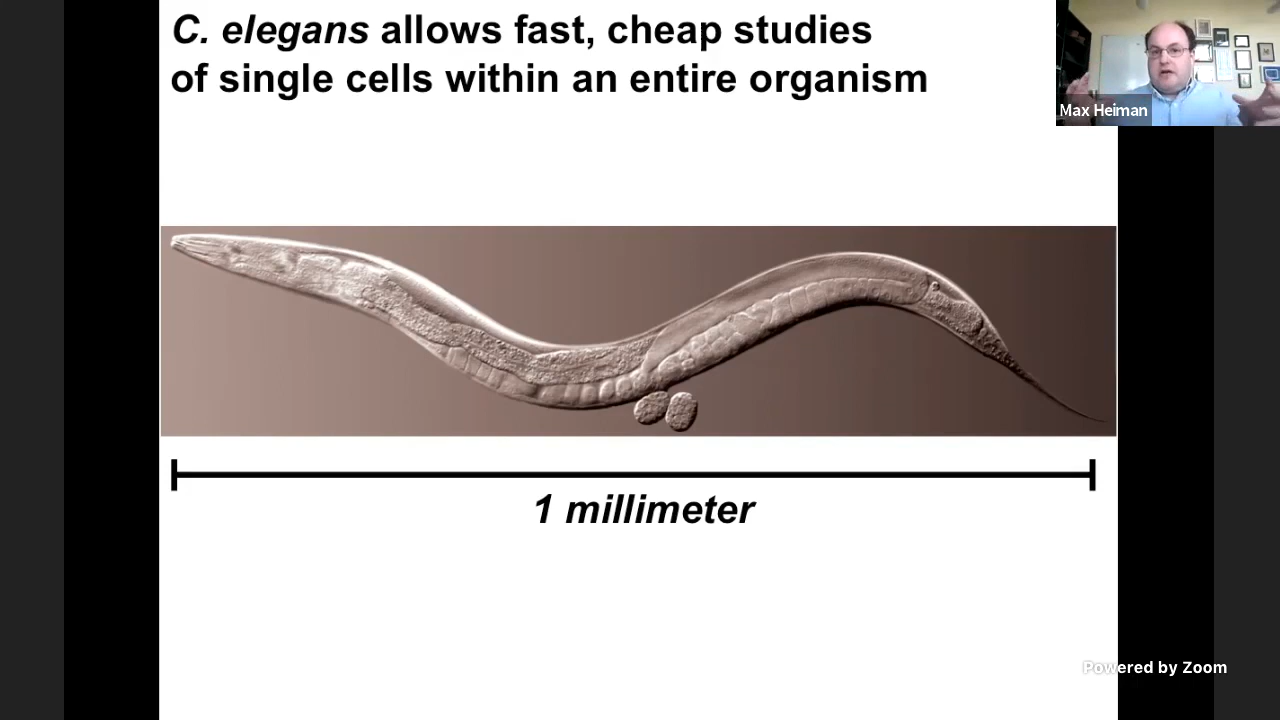 C. elegans allows fast, cheap studies
of single cells within an entire organism
Max Heiman
1 millimeter
Powered by Zoom